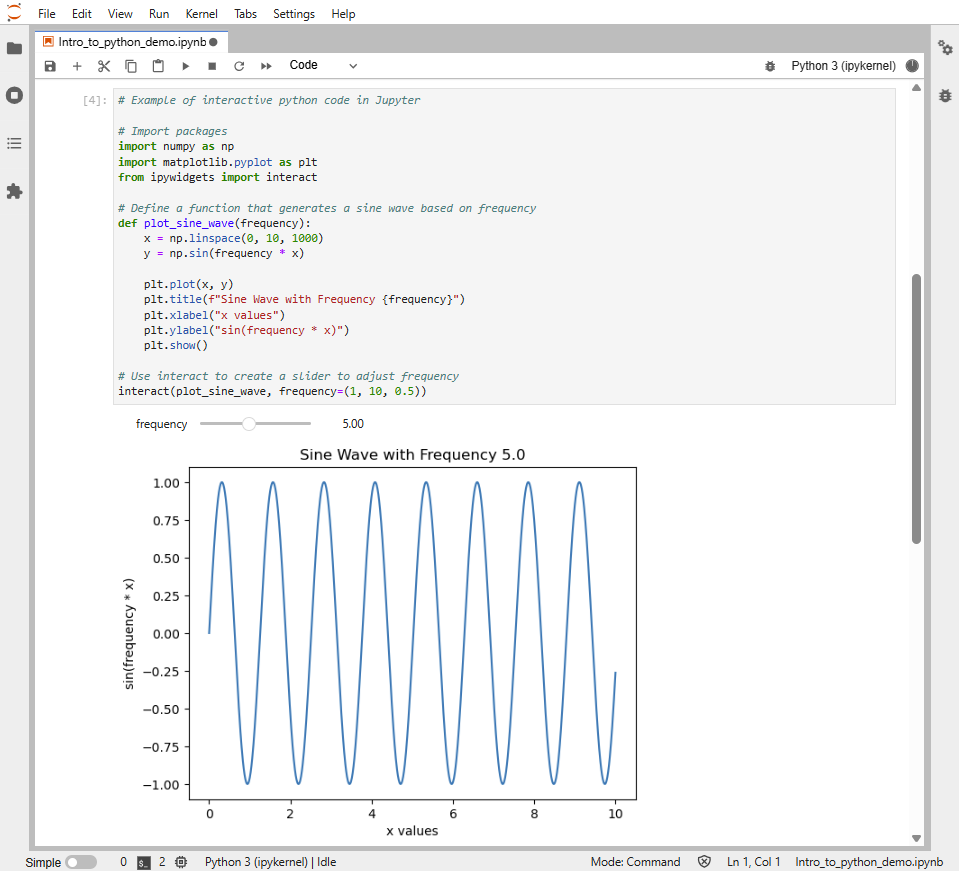 File Edit View Run Kernel Tabs Settings Help
Intro_to_python_demo.ipynb
Code Python 3 (ipykernel)
[4]: # Example of interactive python code in Jupyter
# Import packages
import numpy as np
import matplotlib.pyplot as plt
from ipywidgets import interact
# Define a function that generates a sine wave based on frequency
def plot_sine_wave(frequency):
    x = np.linspace(0, 10, 1000)
    y = np.sin(frequency * x)
    plt.plot(x, y)
    plt.title(f"Sine Wave with Frequency {frequency}")
    plt.xlabel("x values")
    plt.ylabel("sin(frequency * x)")
    plt.show()
# Use interact to create a slider to adjust frequency
interact(plot_sine_wave, frequency=(1, 10, 0.5))
frequency 5.00
Sine Wave with Frequency 5.0
1.00
0.75
0.50
0.25
0.00
−0.25
−0.50
−0.75
−1.00
sin(frequency * x)
0 2 4 6 8 10
x values
Simple 0 $_ 2 Python 3 (ipykernel) | Idle Mode: Command Ln 1, Col 1 Intro_to_python_demo.ipynb